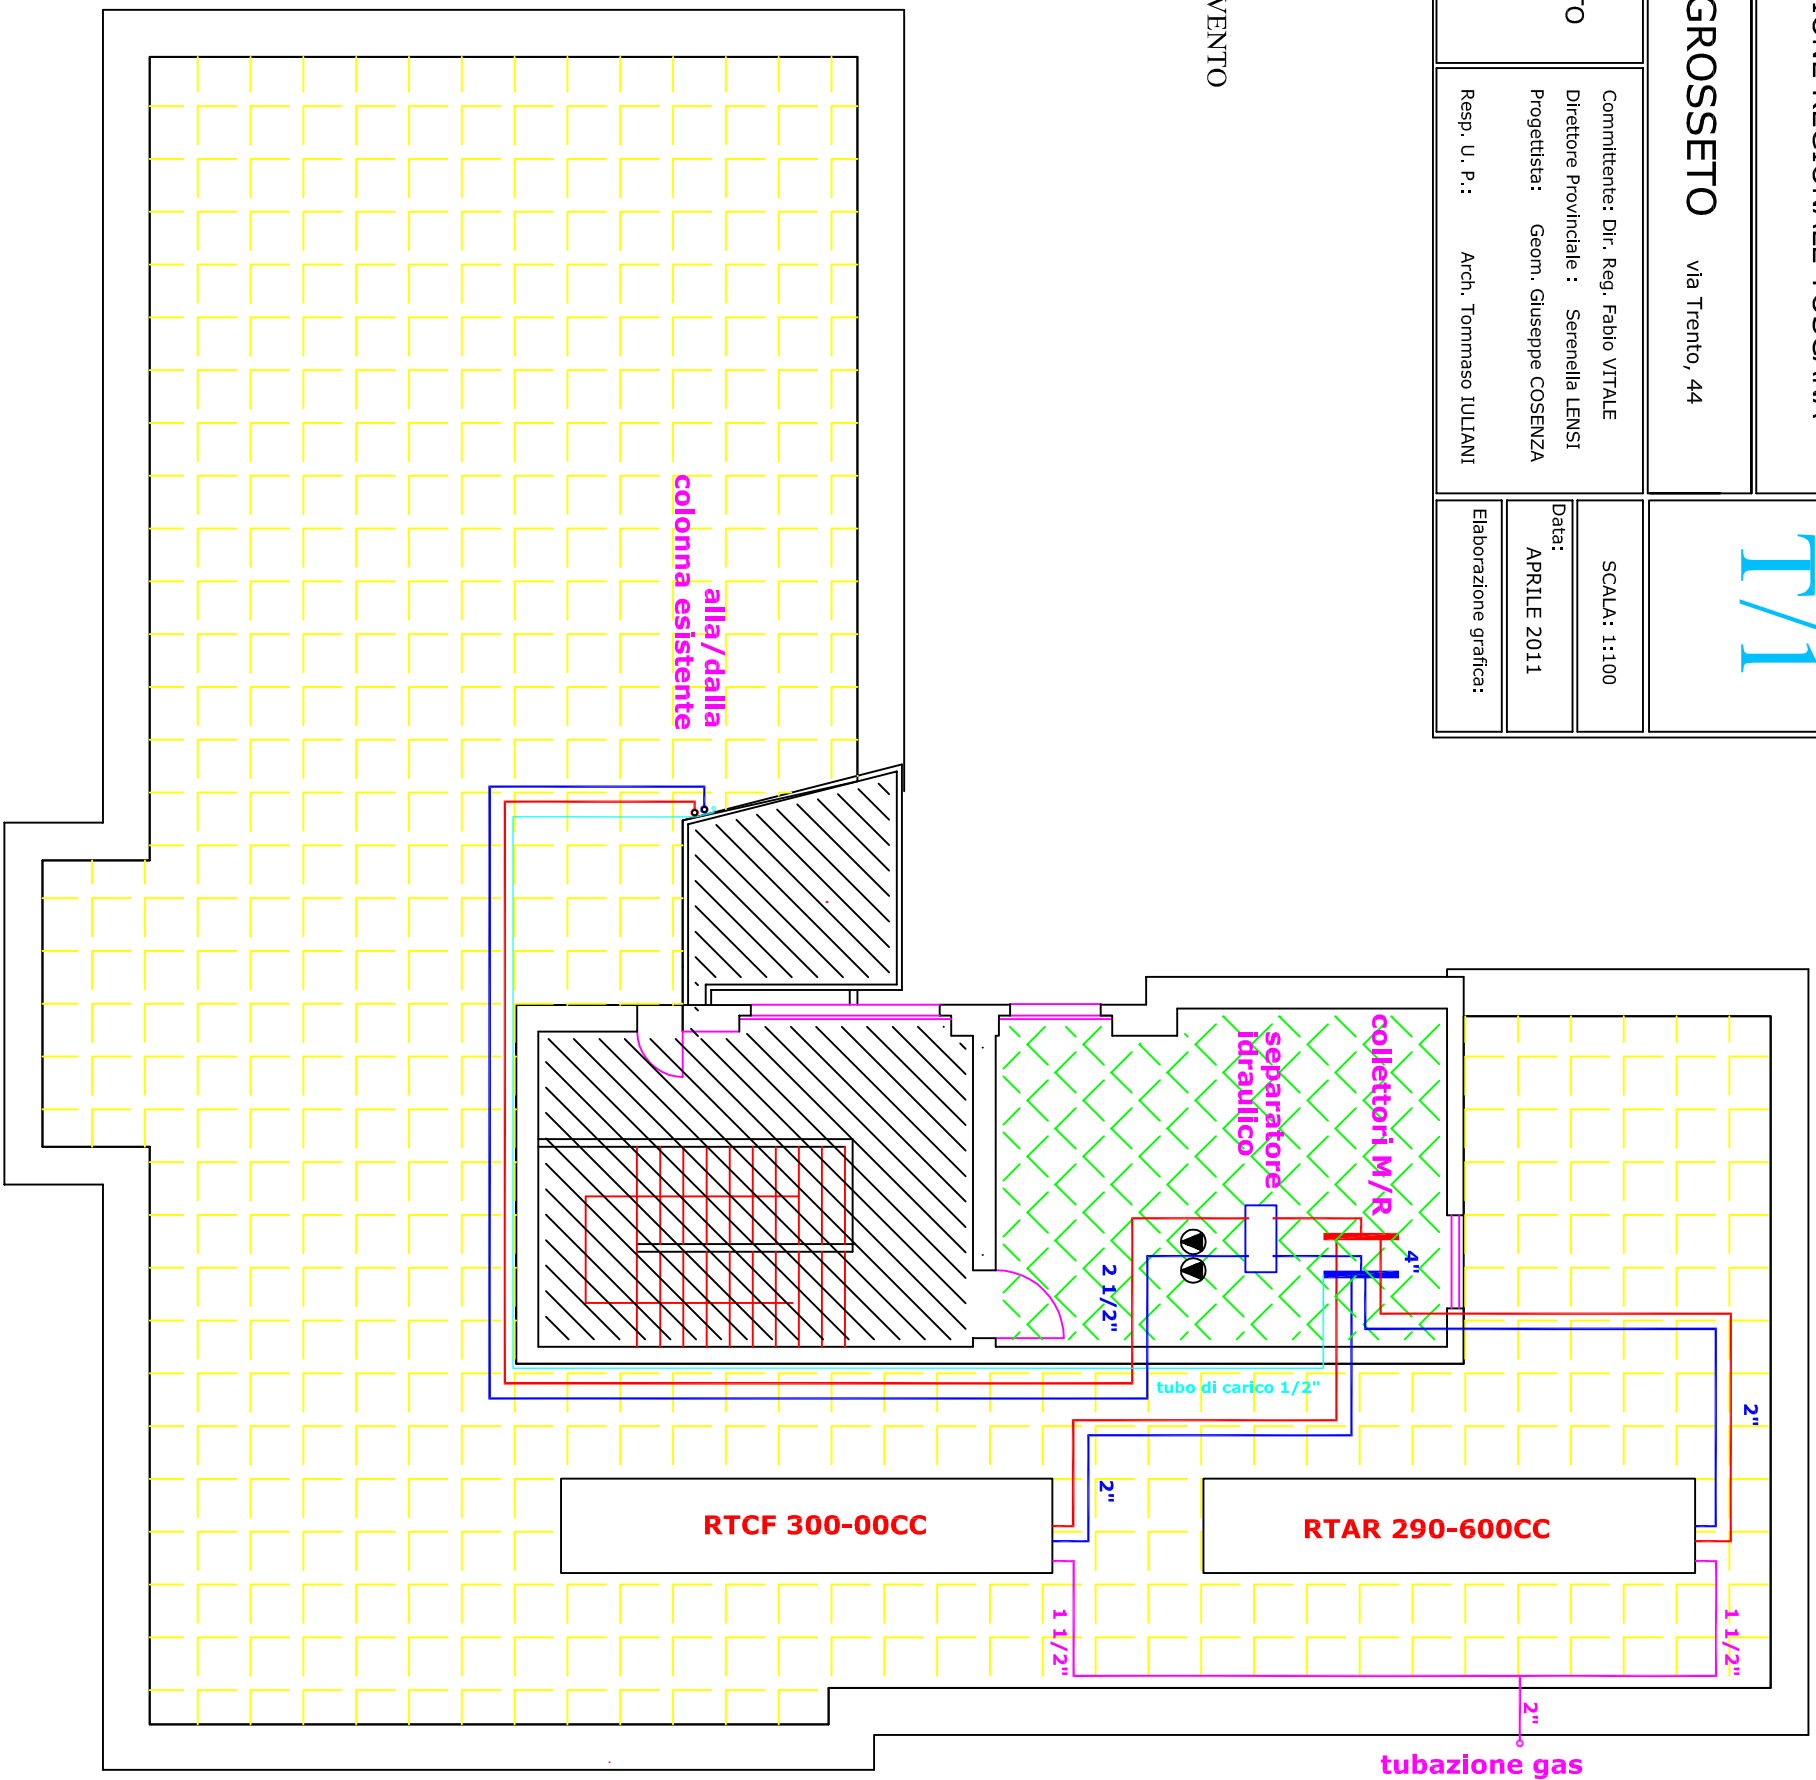 GROSSETO via Trento, 44
T/1
TO
Committente: Dir. Reg. Fabio VITALE
Direttore Provinciale : Serenella LENSI
Progettista: Geom. Giuseppe COSENZA
Resp. U. P.: Arch. Tommaso IULIANI
SCALA: 1:100
Data:
APRILE 2011
Elaborazione grafica:
VENTO
alla/dalla
colonna esistente
collettori M/R
separatore
idraulico
4"
2 1/2"
tubo di carico 1/2"
2"
2"
RTCF 300-00CC
RTAR 290-600CC
1 1/2"
1 1/2"
2"
tubazione gas